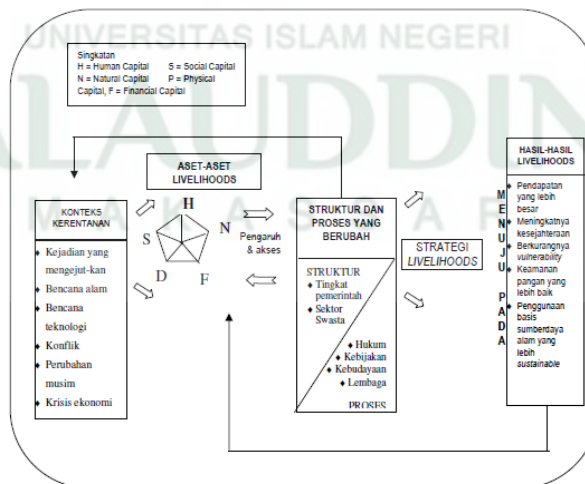 UNIVERSITAS ISLAM NEGERI
ALAUDDIN
MAKASSAR
Singkatan
H = Human Capital S = Social Capital
N = Natural Capital P = Physical
Capital, F = Financial Capital
ASET-ASET
LIVELIHOODS
KONTEKS
KERENTANAN
♦ Kejadian yang
mengejut-kan
♦ Bencana alam
♦ Bencana
teknologi
♦ Konflik
♦ Perubahan
musim
♦ Krisis ekonomi
H
S
N
D
F
Pengaruh
& akses
STRUKTUR DAN
PROSES YANG
BERUBAH
STRUKTUR
♦ Tingkat
pemerintah
♦ Sektor
Swasta
♦ Hukum
♦ Kebijakan
♦ Kebudayaan
♦ Lembaga
PROSES
STRATEGI
LIVELIHOODS
HASIL-HASIL
LIVELIHOODS
MENUJU PADA
♦ Pendapatan
yang lebih
besar
♦ Meningkatnya
kesejahteraan
♦ Berkurangnya
vulnerability
♦ Keamanan
pangan yang
lebih baik
♦ Penggunaan
basis
sumberdaya
alam yang
lebih
sustainable